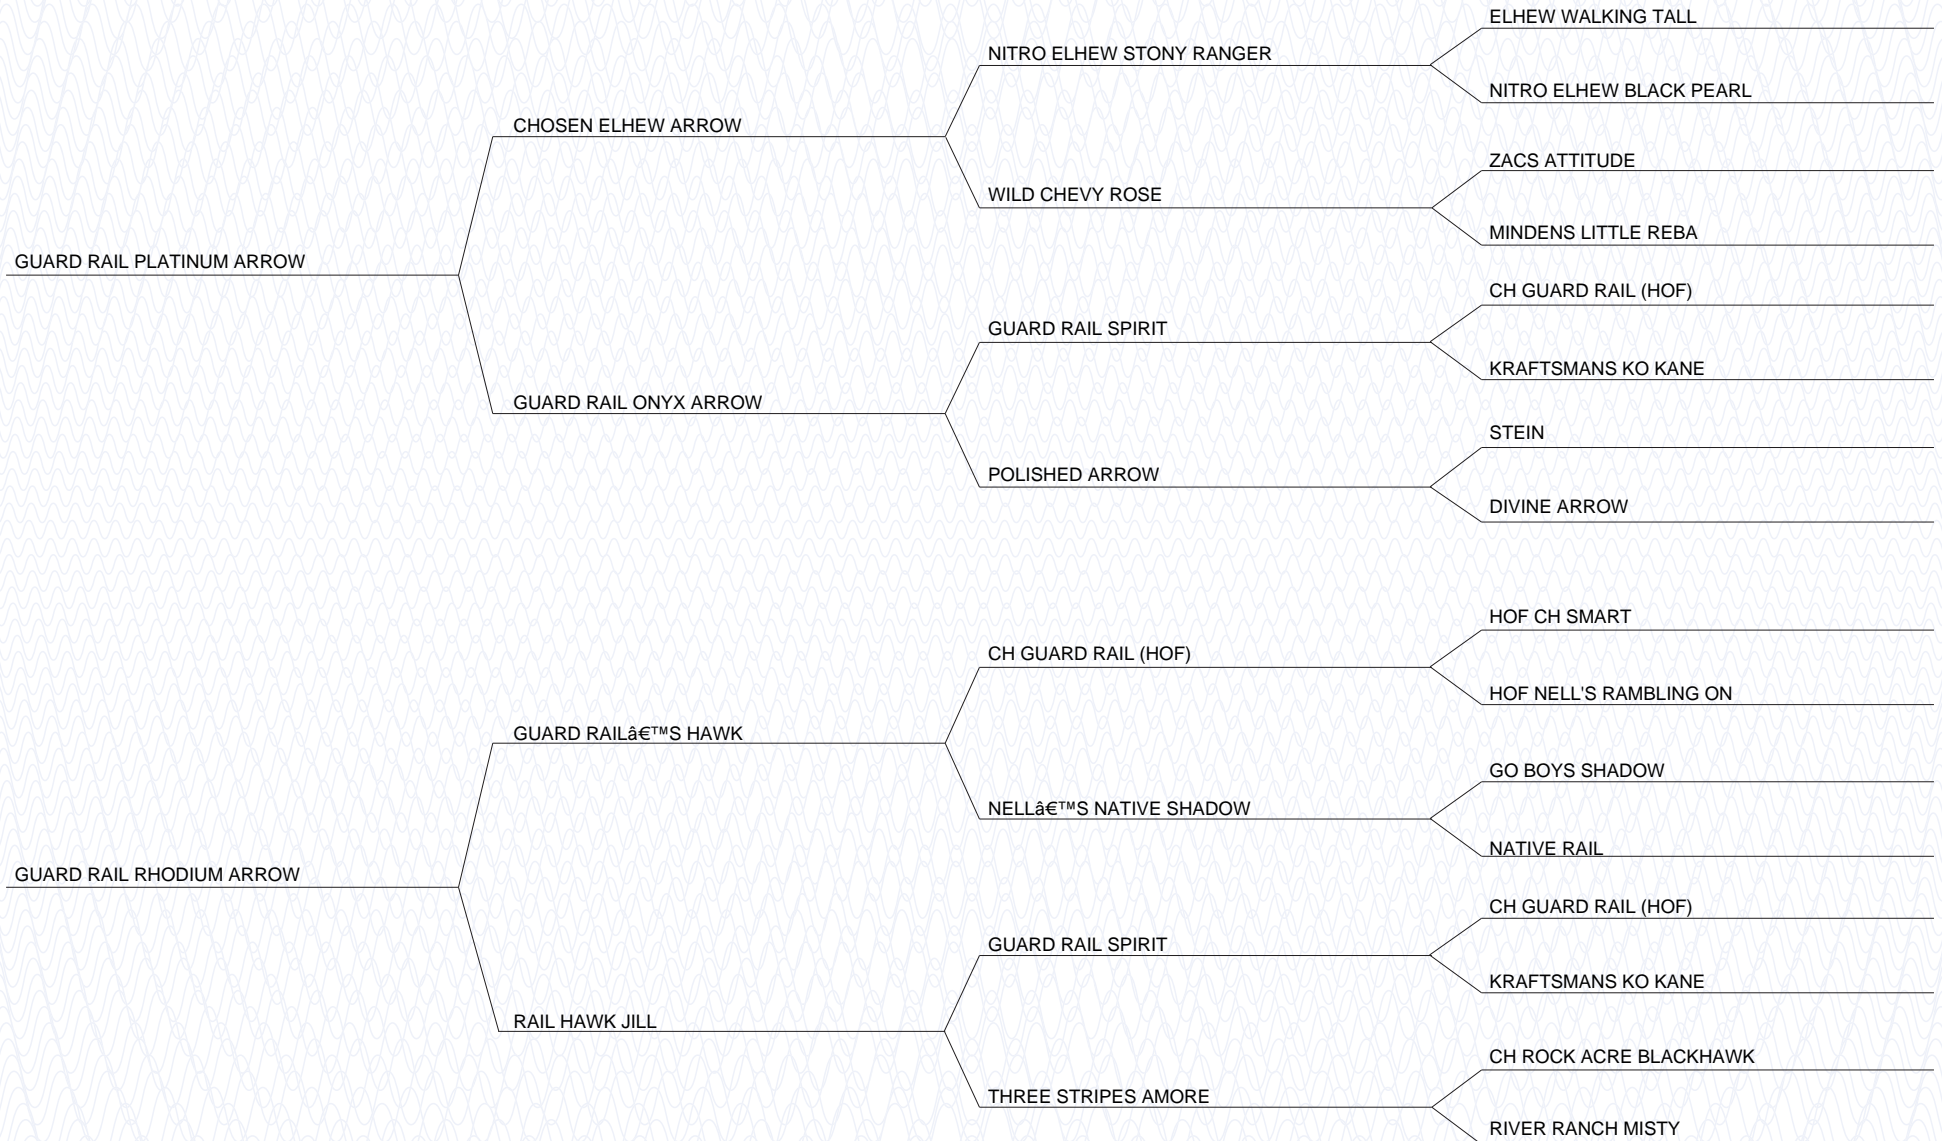 ELHEW WALKING TALL
NITRO ELHEW STONY RANGER
NITRO ELHEW BLACK PEARL
CHOSEN ELHEW ARROW
ZACS ATTITUDE
WILD CHEVY ROSE
MINDENS LITTLE REBA
GUARD RAIL PLATINUM ARROW
CH GUARD RAIL (HOF)
GUARD RAIL SPIRIT
KRAFTSMANS KO KANE
GUARD RAIL ONYX ARROW
STEIN
POLISHED ARROW
DIVINE ARROW
HOF CH SMART
CH GUARD RAIL (HOF)
HOF NELL'S RAMBLING ON
GUARD RAILâ€™S HAWK
GO BOYS SHADOW
NELLâ€™S NATIVE SHADOW
NATIVE RAIL
GUARD RAIL RHODIUM ARROW
CH GUARD RAIL (HOF)
GUARD RAIL SPIRIT
KRAFTSMANS KO KANE
RAIL HAWK JILL
CH ROCK ACRE BLACKHAWK
THREE STRIPES AMORE
RIVER RANCH MISTY